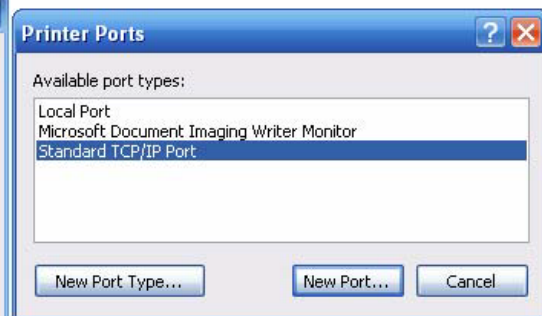 Printer Ports
Available port types:
Local Port
Microsoft Document Imaging Writer Monitor
Standard TCP/IP Port
New Port Type... New Port... Cancel